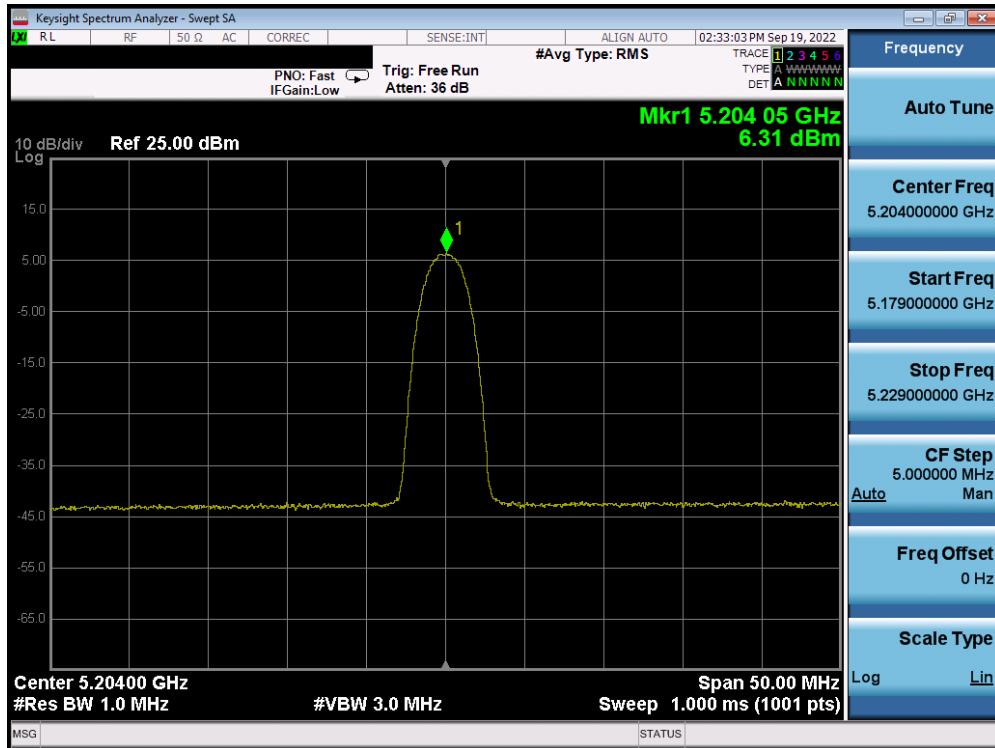 Keysight Spectrum Analyzer - Swept SA
LXI RL RF 50 Ω AC CORREC SENSE:INT ALIGN AUTO 02:33:03 PM Sep 19, 2022
PNO: Fast Trig: Free Run #Avg Type: RMS TRACE 1 2 3 4 5 6
IFGain:Low Atten: 36 dB TYPE A WWWWW
DET A N N N N N
Mkr1 5.204 05 GHz
6.31 dBm
10 dB/div Ref 25.00 dBm
Log
15.0
1
5.00
-5.00
-15.0
-25.0
-35.0
-45.0
-55.0
-65.0
Center 5.20400 GHz Span 50.00 MHz
#Res BW 1.0 MHz #VBW 3.0 MHz Sweep 1.000 ms (1001 pts)
MSG STATUS
Frequency
Auto Tune
Center Freq
5.204000000 GHz
Start Freq
5.179000000 GHz
Stop Freq
5.229000000 GHz
CF Step
5.000000 MHz
Auto Man
Freq Offset
0 Hz
Scale Type
Log Lin